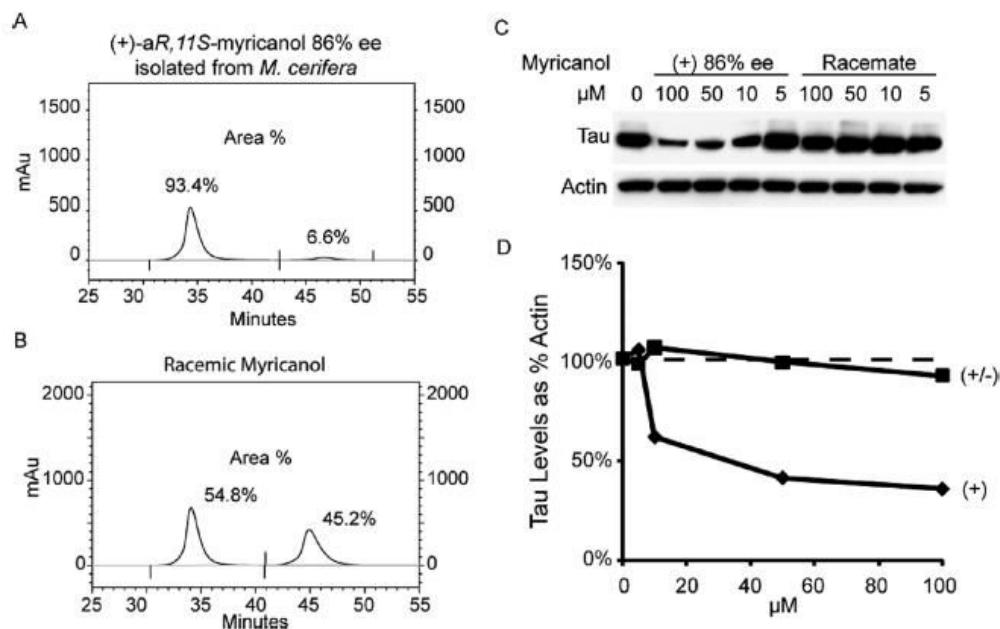 A
(+)-aR,11S-myricanol 86% ee
isolated from M. cerifera
1500
1000
500
0
mAu
Area %
93.4%
6.6%
1500
1000
500
0
25 30 35 40 45 50 55
Minutes
B
Racemic Myricanol
2000
1000
0
mAu
Area %
54.8%
45.2%
2000
1000
0
25 30 35 40 45 50 55
Minutes
C
Myricanol (+) 86% ee Racemate
µM 0 100 50 10 5 100 50 10 5
Tau
Actin
D
150%
100%
50%
0%
Tau Levels as % Actin
(+/-)
(+)
0 20 40 60 80 100
µM